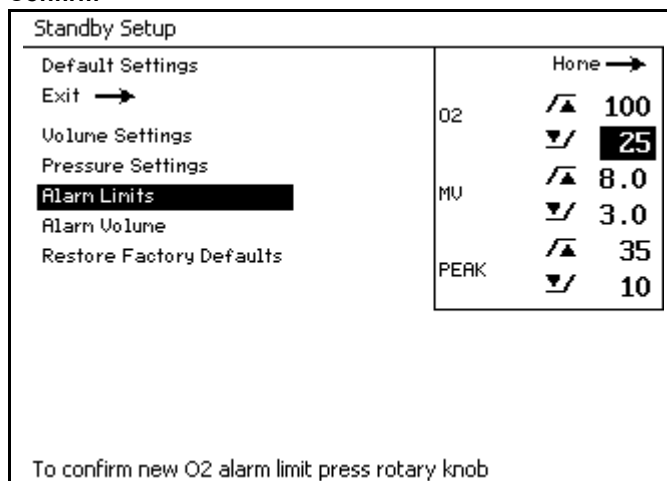 Standby Setup
Default Settings
Exit
Volume Settings
Pressure Settings
Alarm Limits
Alarm Volume
Restore Factory Defaults
Home
O2
100
25
MV
8.0
3.0
PEAK
35
10
To confirm new O2 alarm limit press rotary knob